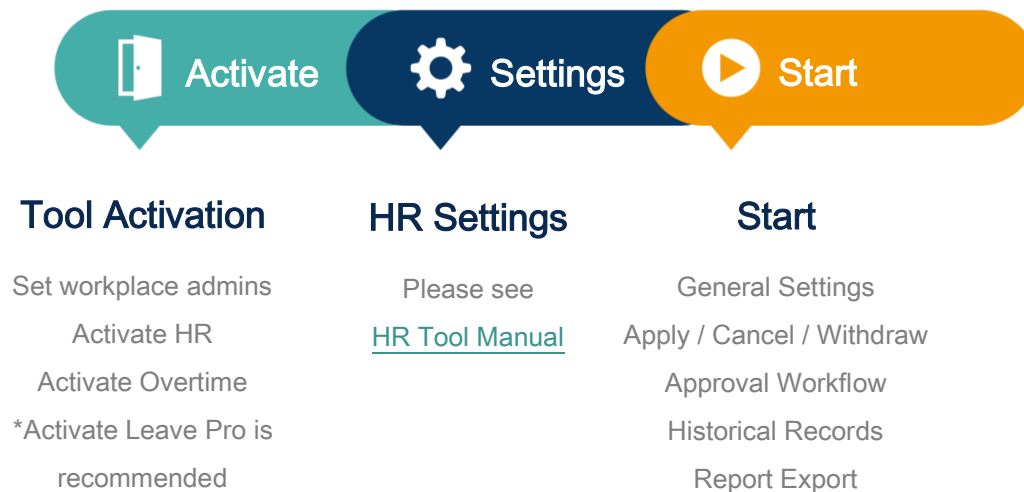 Activate
Settings
Start
Tool Activation
Set workplace admins
Activate HR
Activate Overtime
*Activate Leave Pro is
recommended
HR Settings
Please see
HR Tool Manual
Start
General Settings
Apply / Cancel / Withdraw
Approval Workflow
Historical Records
Report Export